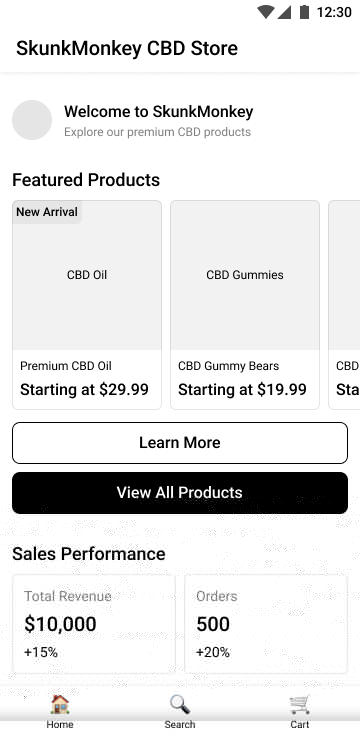 12:30
SkunkMonkey CBD Store
Welcome to SkunkMonkey
Explore our premium CBD products
Featured Products
New Arrival
CBD Oil
CBD Gummies
Premium CBD Oil
CBD Gummy Bears
CBD
Starting at $29.99
Starting at $19.99
Sta
Learn More
View All Products
Sales Performance
Total Revenue
Orders
$10,000
500
+15%
+20%
Home
Search
Cart